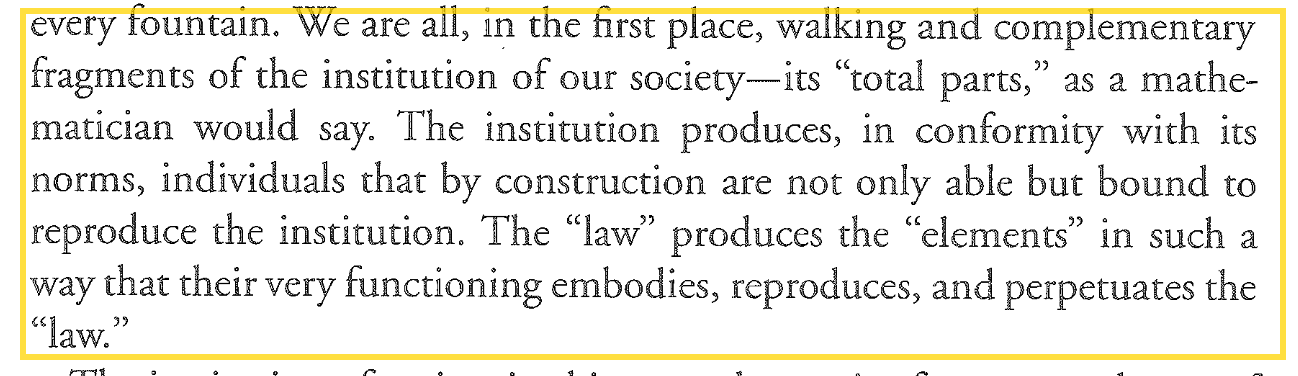 every fountain. We are all, in the first place, walking and complementary
fragments of the institution of our society—its “total parts,” as a mathe-
matician would say. The institution produces, in conformity with its
norms, individuals that by construction are not only able but bound to
reproduce the institution. The “law” produces the “elements” in such a
way that their very functioning embodies, reproduces, and perpetuates the
“law.”